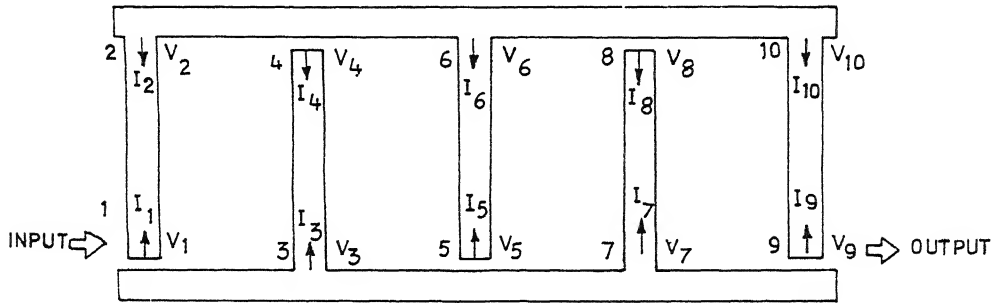 2 V2 4 V4 6 V6 8 V8 10 V10
I2 I4 I6 I8 I10
1 I1 I3 I5 I7 I9
INPUT V1 3 V3 5 V5 7 V7 9 V9 OUTPUT